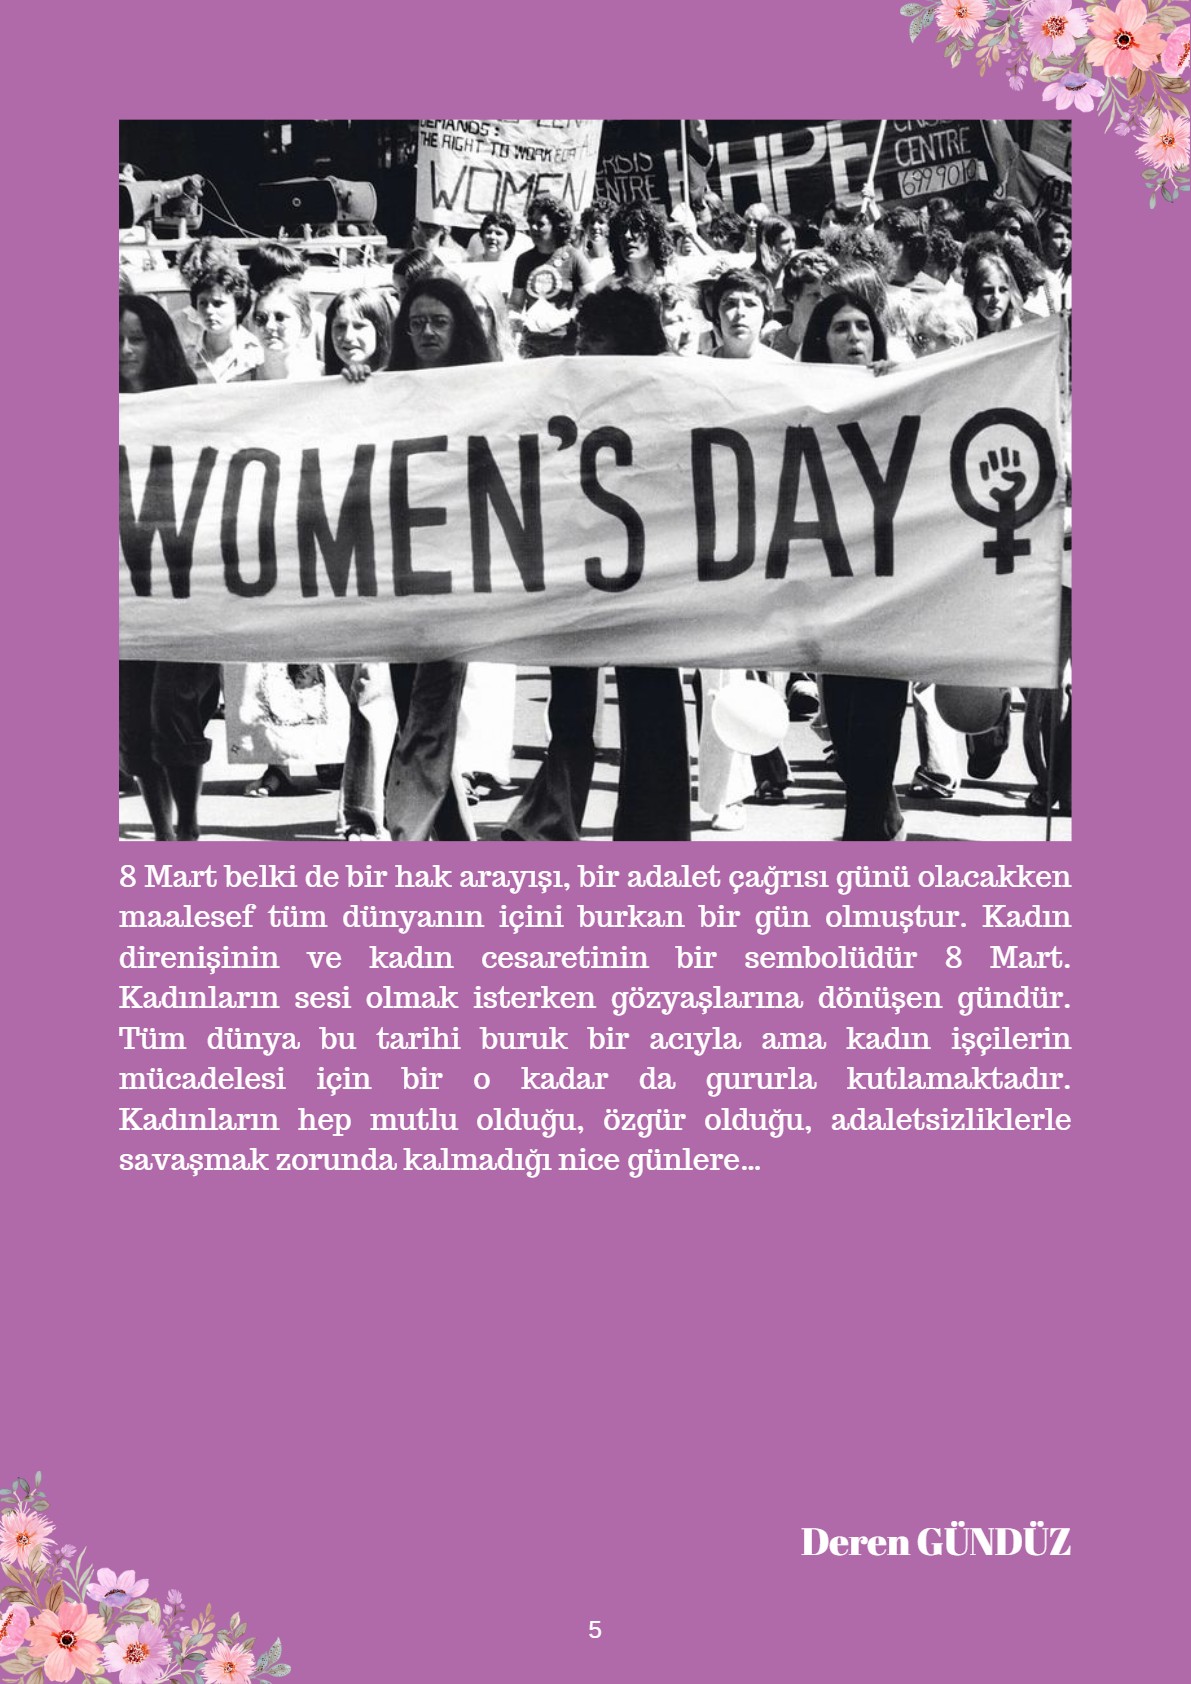 DEMANDS:
THE RIGHT TO WORK FOR
WOMEN
CENTRE
699 90
WOMEN'S DAY
8 Mart belki de bir hak arayışı, bir adalet çağrısı günü olacakken
maalesef tüm dünyanın içini burkan bir gün olmuştur. Kadın
direnişinin ve kadın cesaretinin bir sembolüdür 8 Mart.
Kadınların sesi olmak isterken gözyaşlarına dönüşen gündür.
Tüm dünya bu tarihi buruk bir acıyla ama kadın işçilerin
mücadelesi için bir o kadar da gururla kutlamaktadır.
Kadınların hep mutlu olduğu, özgür olduğu, adaletsizliklerle
savaşmak zorunda kalmadığı nice günlere...
Deren GÜNDÜZ
5